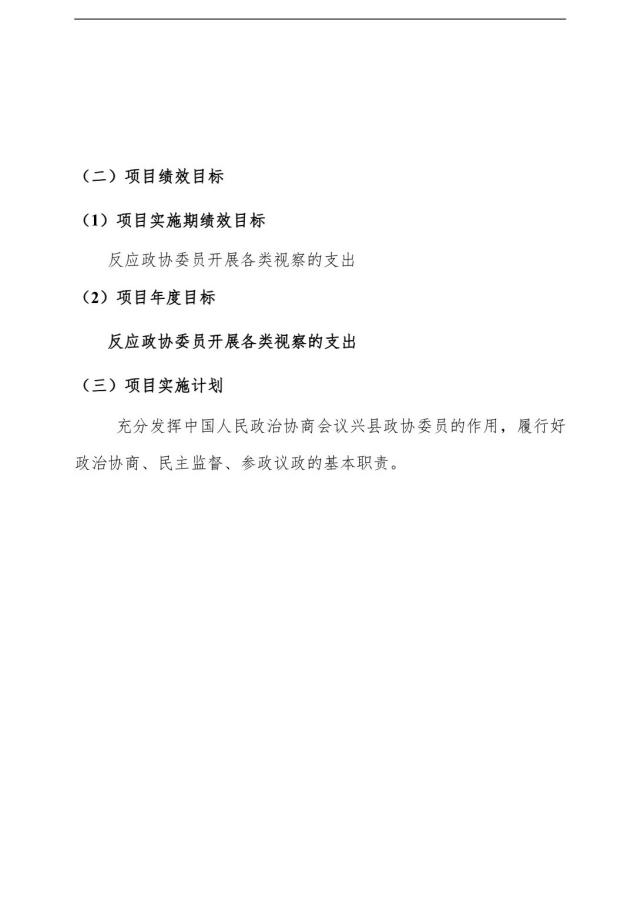 （二）项目绩效目标
（1）项目实施期绩效目标
反应政协委员开展各类视察的支出
（2）项目年度目标
反应政协委员开展各类视察的支出
（三）项目实施计划
充分发挥中国人民政治协商会议兴县政协委员的作用，履行好
政治协商、民主监督、参政议政的基本职责。